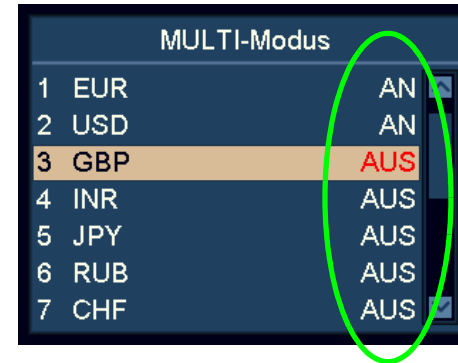 MULTI-Modus
1 EUR AN
2 USD AN
3 GBP AUS
4 INR AUS
5 JPY AUS
6 RUB AUS
7 CHF AUS